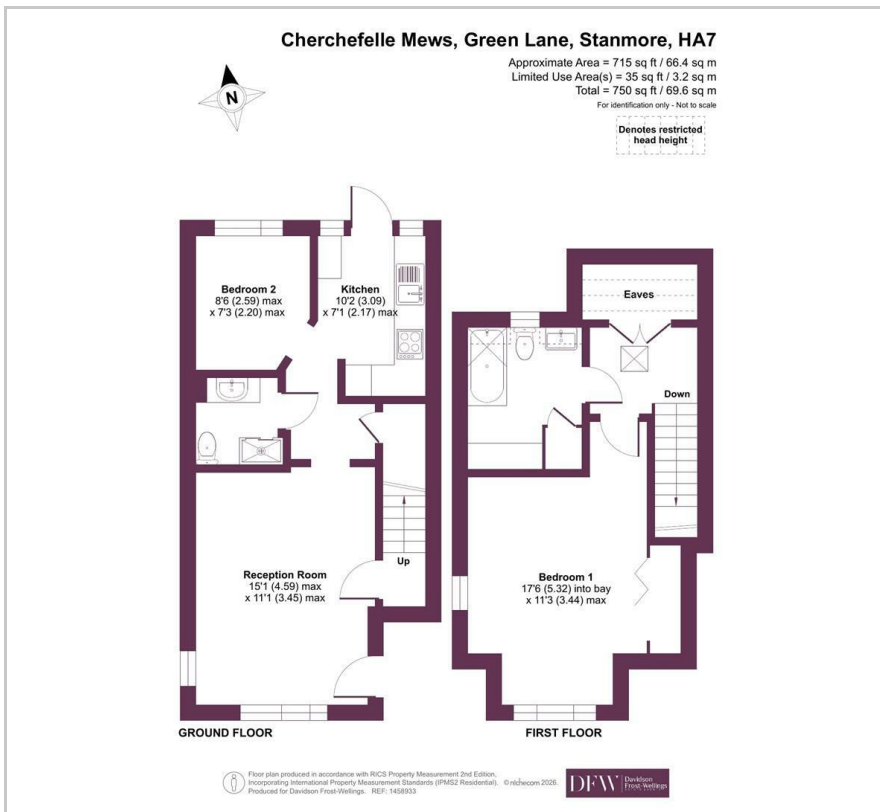 Cherchefelle Mews, Green Lane, Stanmore, HA7
Approximate Area = 715 sq ft / 66.4 sq m
Limited Use Area(s) = 35 sq ft / 3.2 sq m
Total = 750 sq ft / 69.6 sq m
For identification only - Not to scale
Denotes restricted
head height
N
Bedroom 2
8'6 (2.59) max
x 7'3 (2.20) max
Kitchen
10'2 (3.09)
x 7'1 (2.17) max
Eaves
Down
Reception Room
15'1 (4.59) max
x 11'1 (3.45) max
Up
Bedroom 1
17'6 (5.32) into bay
x 11'3 (3.44) max
GROUND FLOOR
FIRST FLOOR
Floor plan produced in accordance with RICS Property Measurement 2nd Edition,
Incorporating International Property Measurement Standards (IPMS2 Residential). ©ntchecom 2026.
Produced for Davidson Frost-Wellings. REF: 1458933
DFW
Davidson
Frost-Wellings